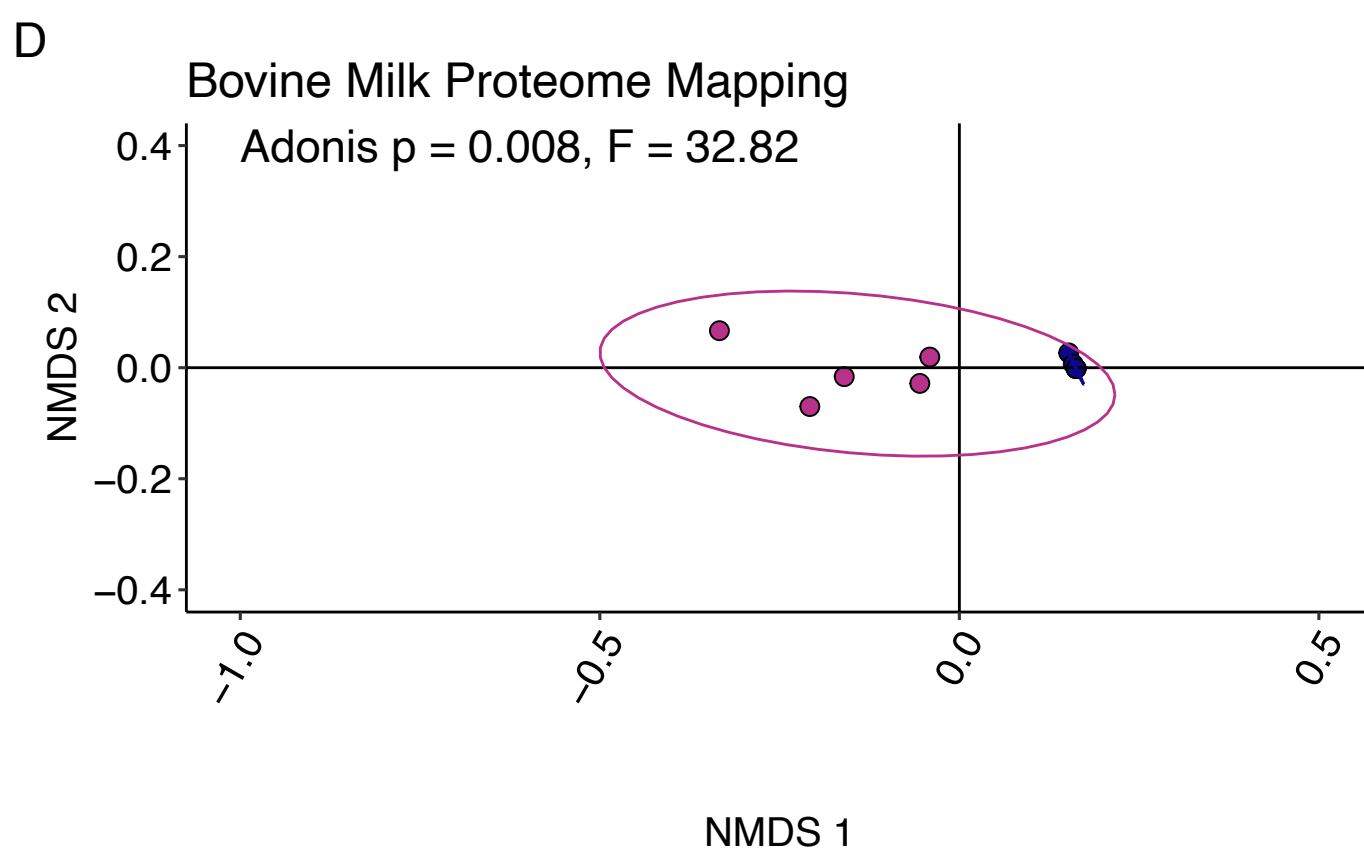 D
Bovine Milk Proteome Mapping
Adonis p = 0.008, F = 32.82
0.4
0.2
0.0
−0.2
−0.4
NMDS 2
−1.0
−0.5
0.0
0.5
NMDS 1